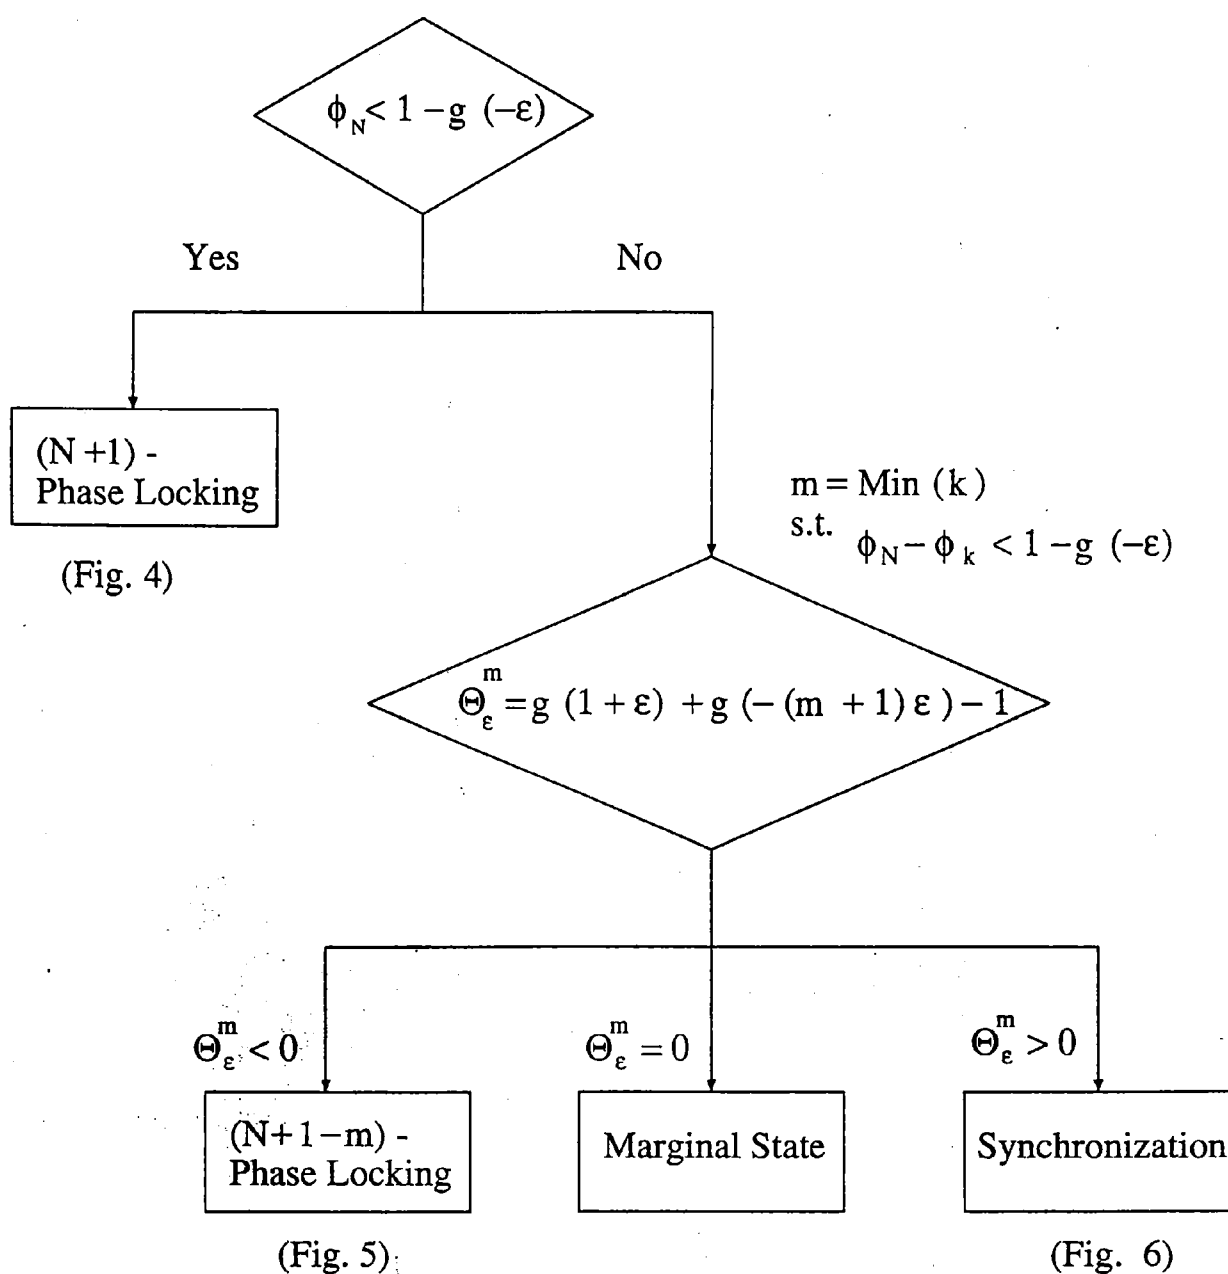 ϕ_N < 1 − g (−ε)
Yes
No
(N +1) -
Phase Locking
(Fig. 4)
m = Min (k)
s.t.
ϕ_N − ϕ_k < 1 − g (−ε)
Θ_ε^m = g (1 + ε) + g (− (m + 1) ε ) − 1
Θ_ε^m < 0
Θ_ε^m = 0
Θ_ε^m > 0
(N+ 1 − m) -
Phase Locking
Marginal State
Synchronization
(Fig. 5)
(Fig. 6)